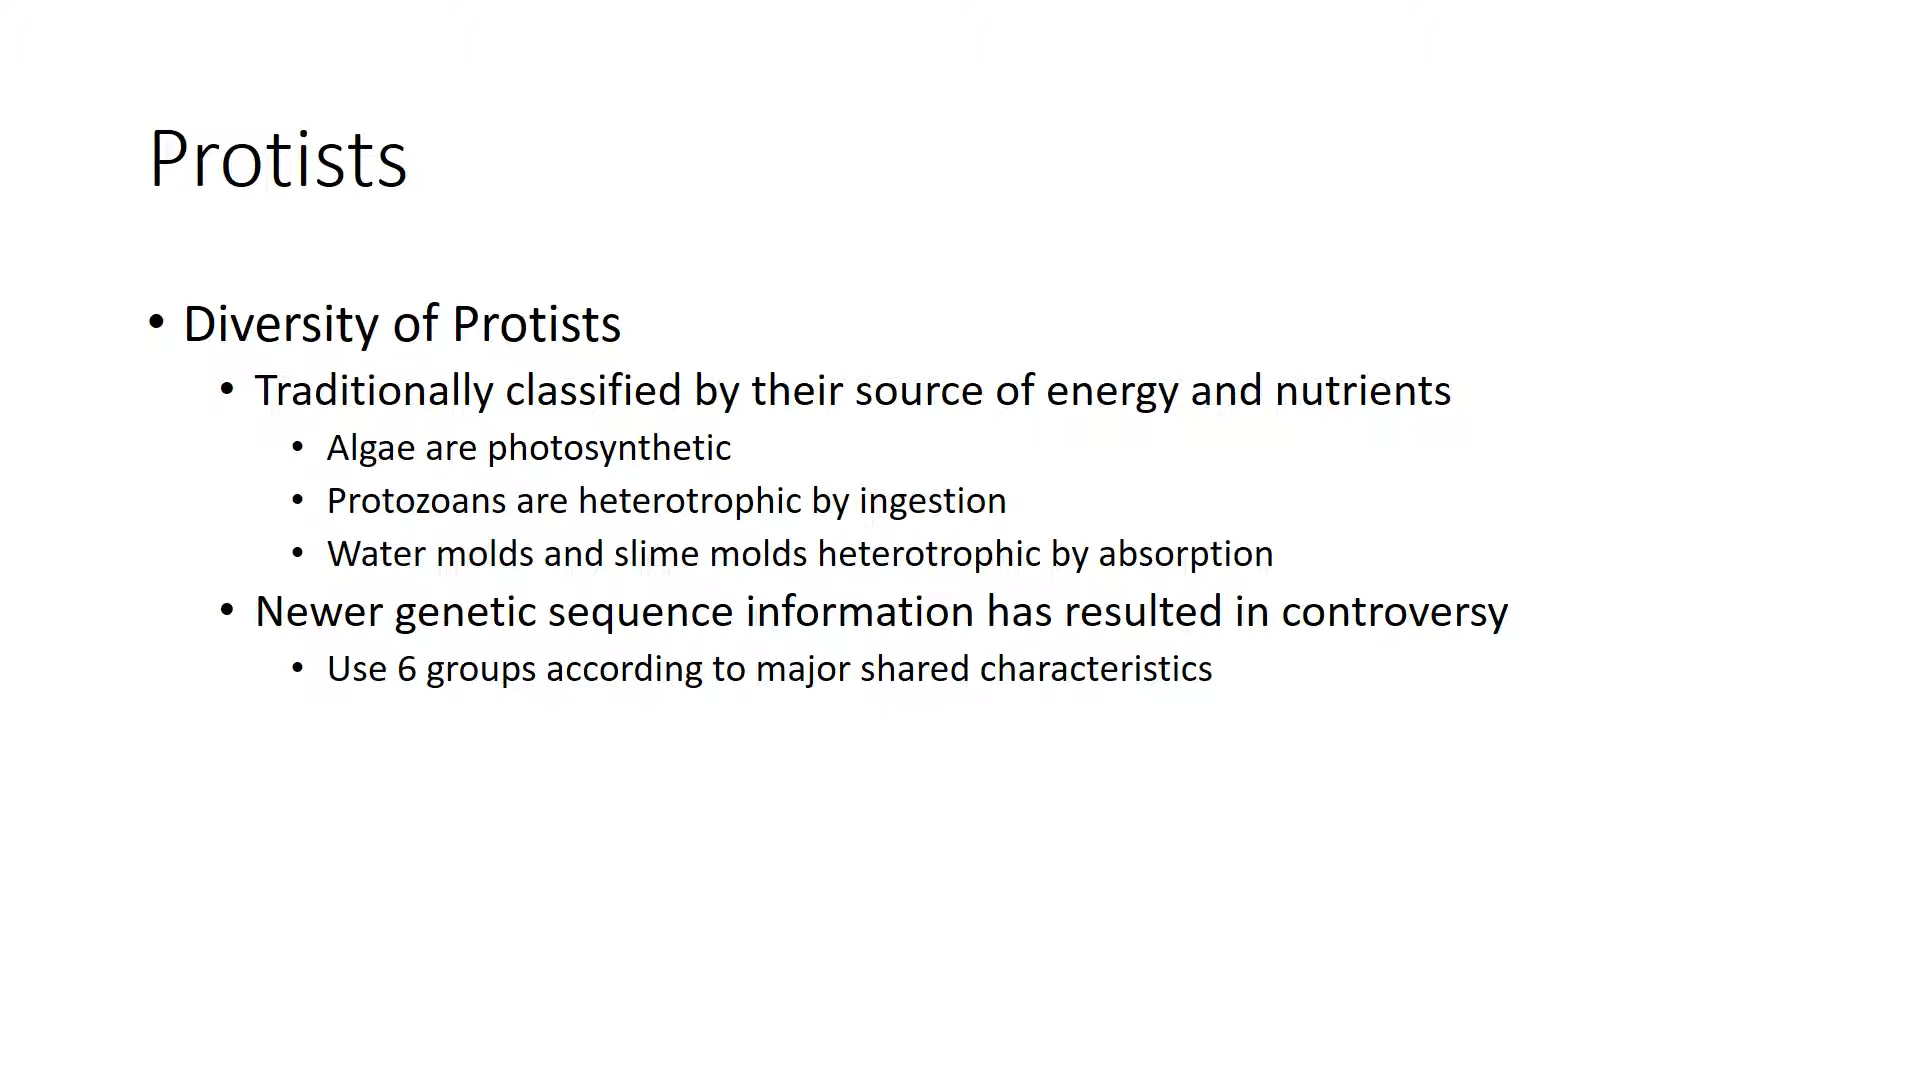 Protists
• Diversity of Protists
• Traditionally classified by their source of energy and nutrients
• Algae are photosynthetic
• Protozoans are heterotrophic by ingestion
• Water molds and slime molds heterotrophic by absorption
• Newer genetic sequence information has resulted in controversy
• Use 6 groups according to major shared characteristics